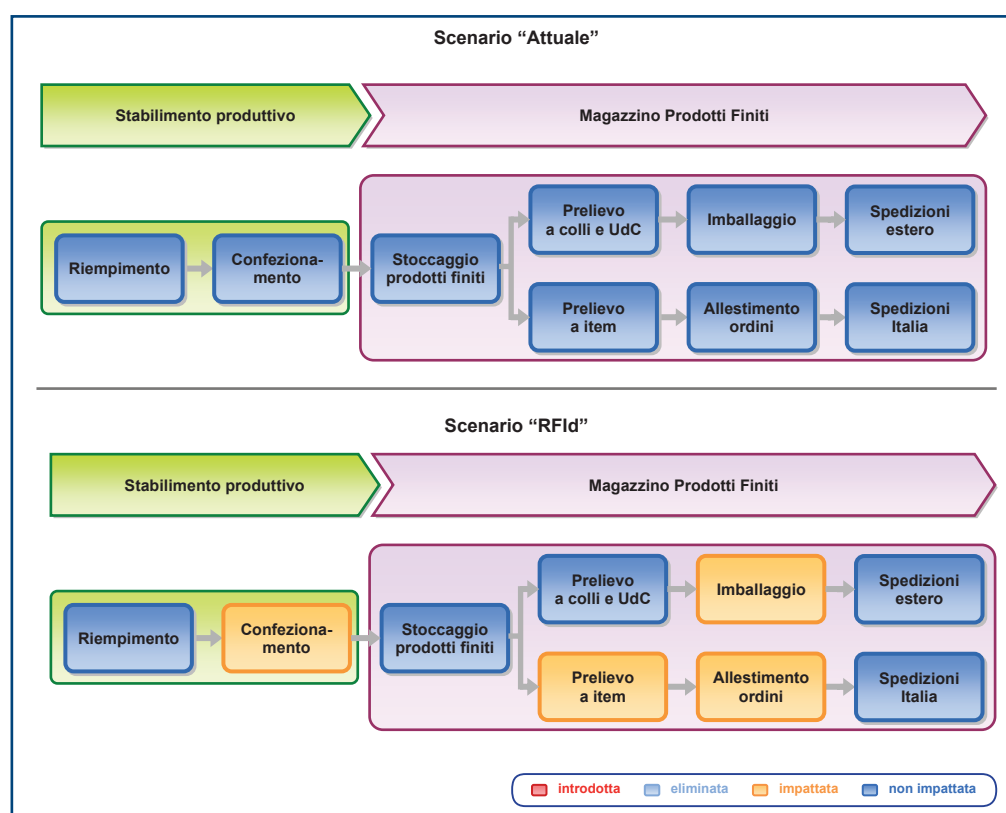 Scenario “Attuale”
Stabilimento produttivo
Magazzino Prodotti Finiti
Riempimento
Confeziona-
mento
Stoccaggio
prodotti finiti
Prelievo
a colli e UdC
Imballaggio
Spedizioni
estero
Prelievo
a item
Allestimento
ordini
Spedizioni
Italia
Scenario “RFId”
Stabilimento produttivo
Magazzino Prodotti Finiti
Riempimento
Confeziona-
mento
Stoccaggio
prodotti finiti
Prelievo
a colli e UdC
Imballaggio
Spedizioni
estero
Prelievo
a item
Allestimento
ordini
Spedizioni
Italia
introdotta
eliminata
impattata
non impattata